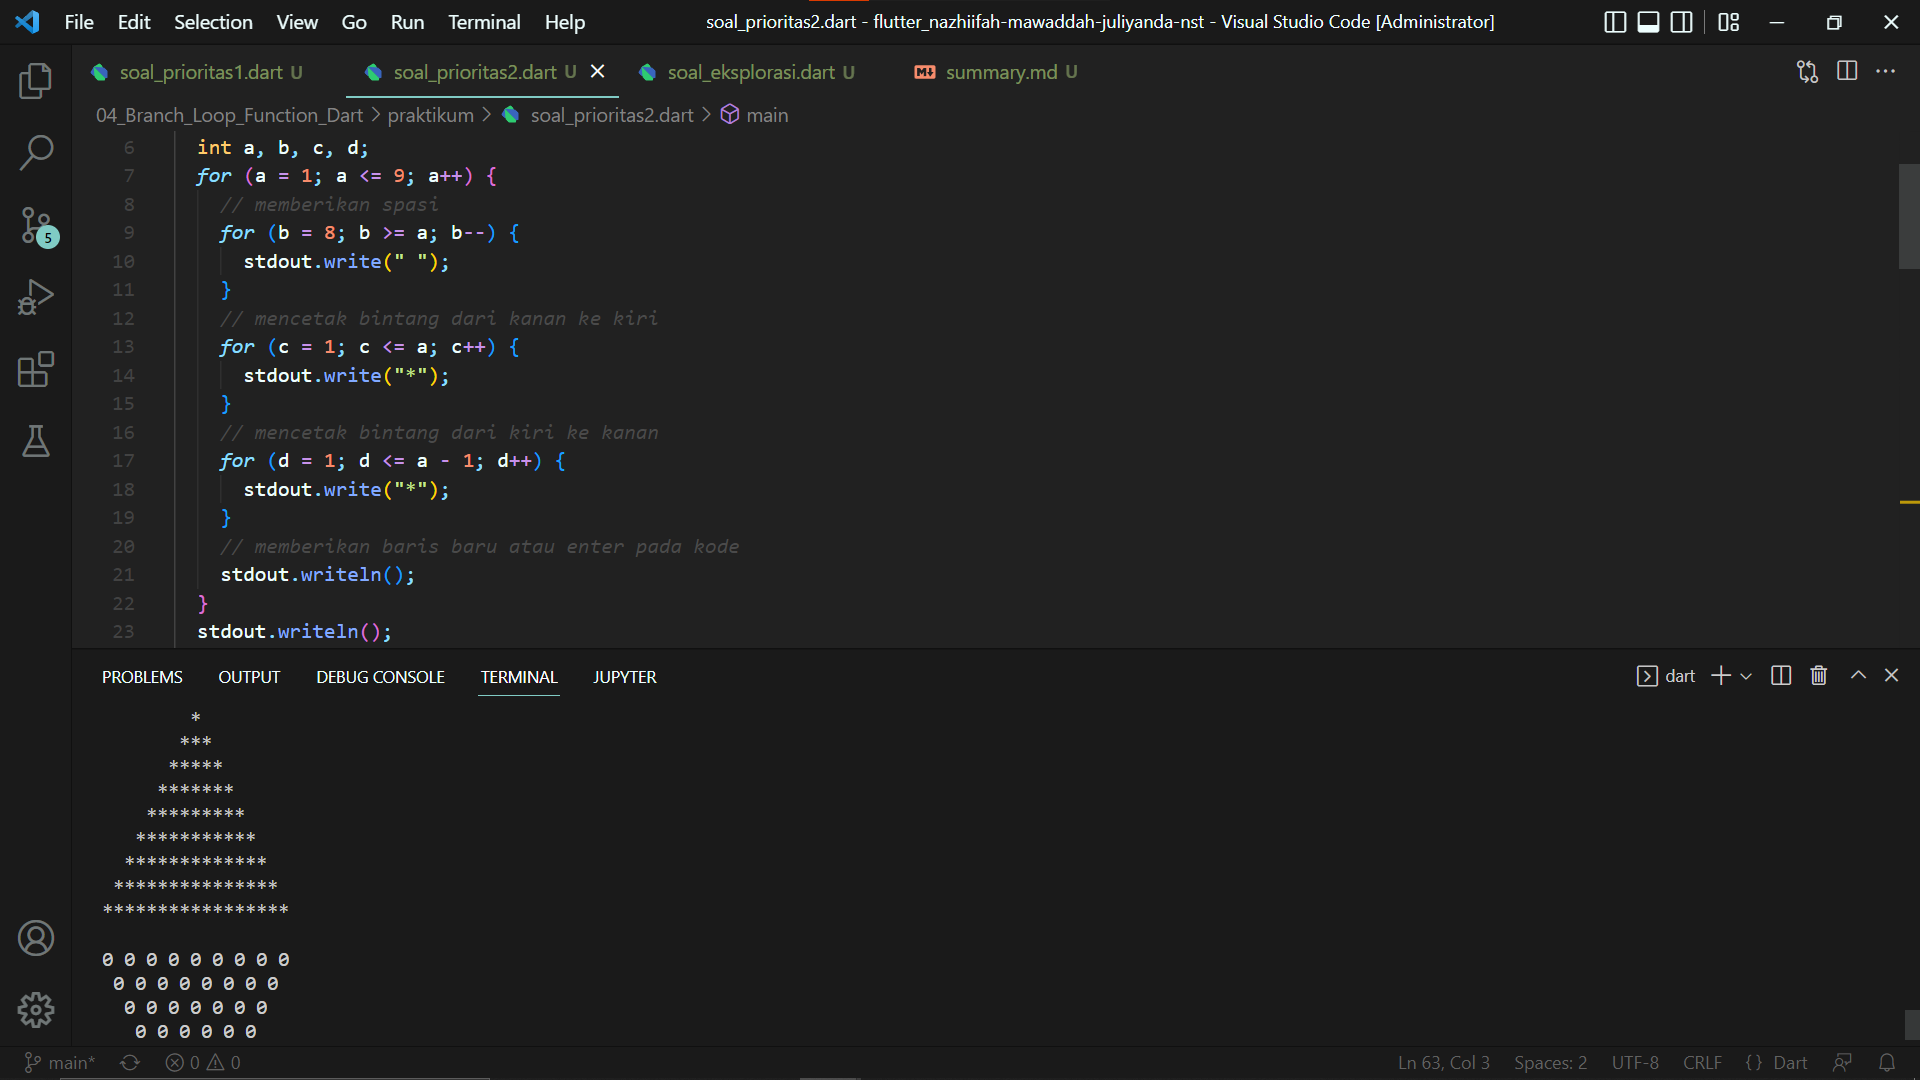 File Edit Selection View Go Run Terminal Help soal_prioritas2.dart - flutter_nazhiifah-mawaddah-juliyanda-nst - Visual Studio Code [Administrator]
soal_prioritas1.dart U soal_prioritas2.dart U soal_eksplorasi.dart U summary.md U
04_Branch_Loop_Function_Dart > praktikum > soal_prioritas2.dart > main
6 int a, b, c, d;
7 for (a = 1; a <= 9; a++) {
8 // memberikan spasi
9 for (b = 8; b >= a; b--) {
10 stdout.write(" ");
11 }
12 // mencetak bintang dari kanan ke kiri
13 for (c = 1; c <= a; c++) {
14 stdout.write("*");
15 }
16 // mencetak bintang dari kiri ke kanan
17 for (d = 1; d <= a - 1; d++) {
18 stdout.write("*");
19 }
20 // memberikan baris baru atau enter pada kode
21 stdout.writeln();
22 }
23 stdout.writeln();
5
PROBLEMS OUTPUT DEBUG CONSOLE TERMINAL JUPYTER dart
*
***
*****
*******
*********
***********
*************
***************
*****************
0 0 0 0 0 0 0 0 0
0 0 0 0 0 0 0 0
0 0 0 0 0 0 0
0 0 0 0 0 0
main* 0 0 Ln 63, Col 3 Spaces: 2 UTF-8 CRLF {} Dart